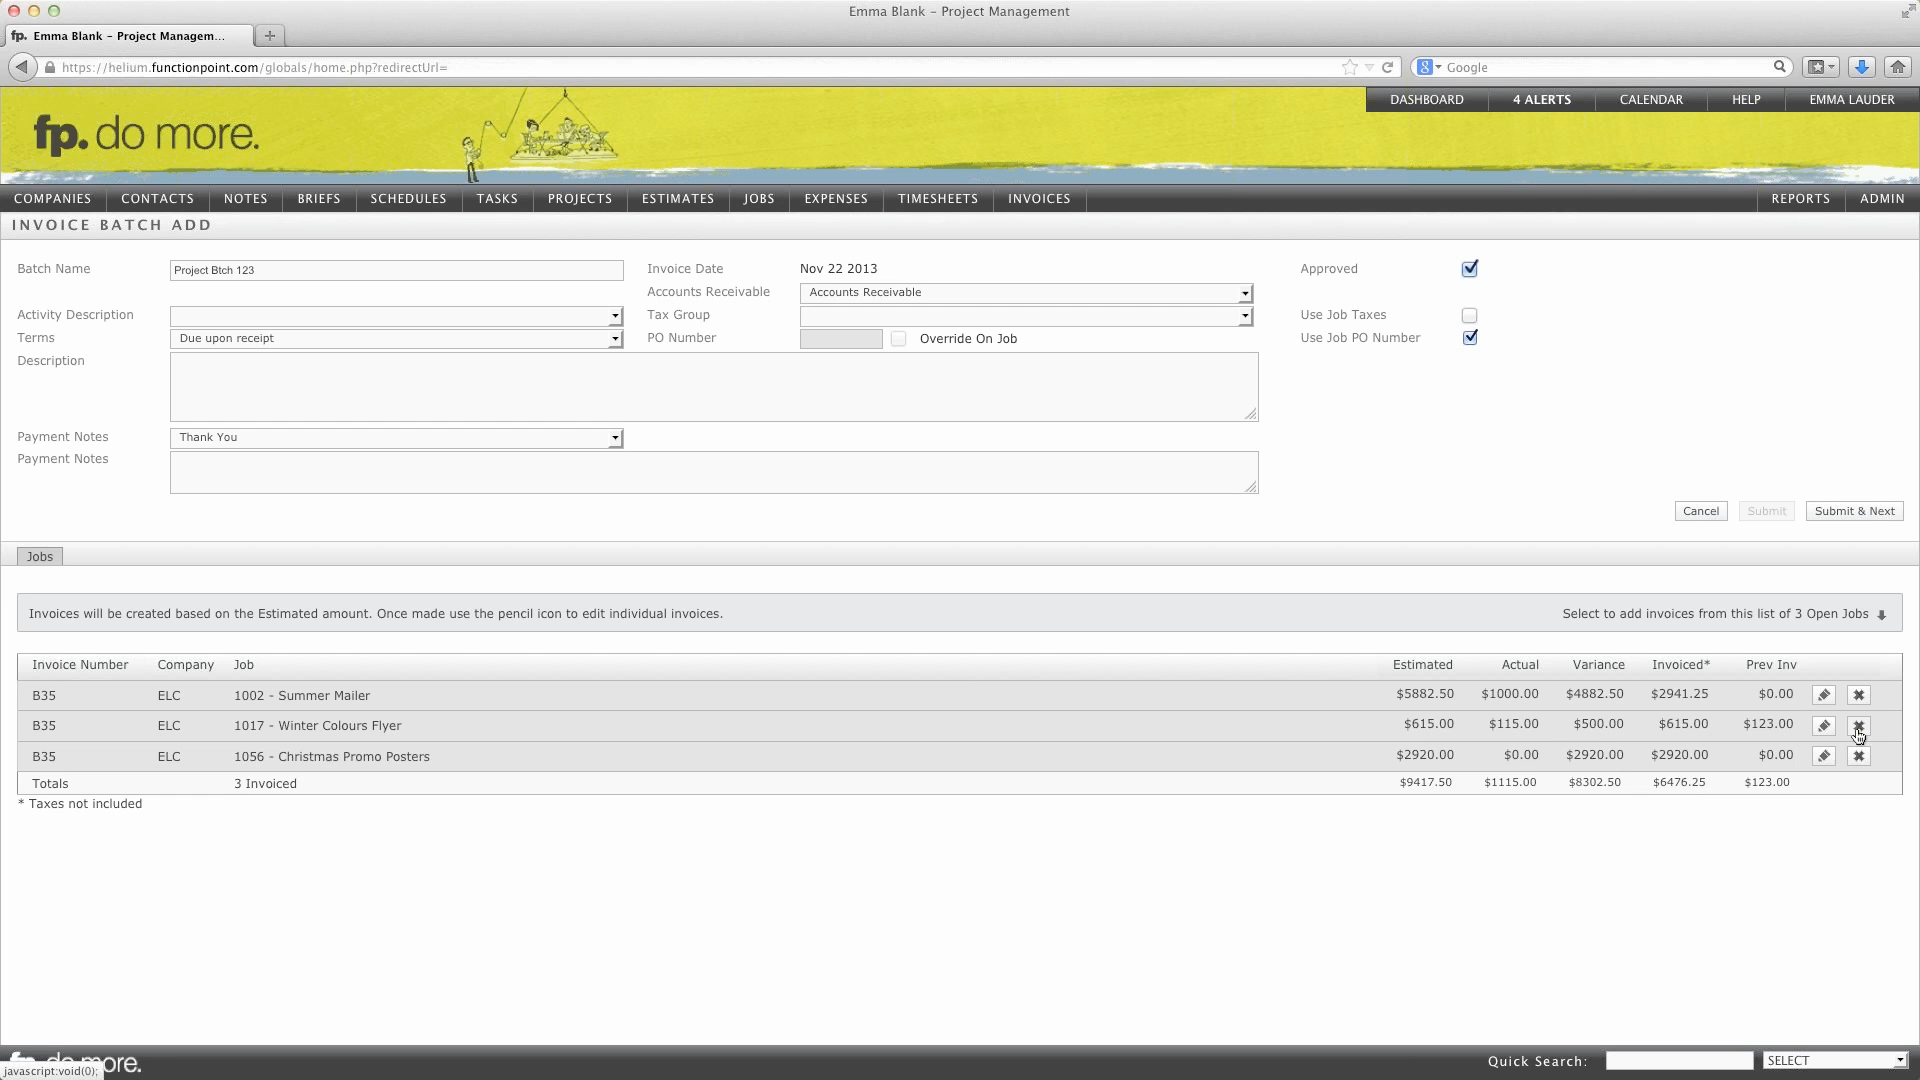 Emma Blank – Project Management
fp. Emma Blank – Project Managem...
https://helium.functionpoint.com/globals/home.php?redirectUrl=
Google
DASHBOARD 4 ALERTS CALENDAR HELP EMMA LAUDER
fp. do more.
COMPANIES CONTACTS NOTES BRIEFS SCHEDULES TASKS PROJECTS ESTIMATES JOBS EXPENSES TIMESHEETS INVOICES REPORTS ADMIN
INVOICE BATCH ADD
Batch Name Project Btch 123 Invoice Date Nov 22 2013 Approved
Accounts Receivable Accounts Receivable
Activity Description Tax Group Use Job Taxes
Terms Due upon receipt PO Number Override On Job Use Job PO Number
Description
Payment Notes Thank You
Payment Notes
Cancel Submit Submit & Next
Jobs
Invoices will be created based on the Estimated amount. Once made use the pencil icon to edit individual invoices. Select to add invoices from this list of 3 Open Jobs
Invoice Number Company Job Estimated Actual Variance Invoiced* Prev Inv
B35 ELC 1002 - Summer Mailer $5882.50 $1000.00 $4882.50 $2941.25 $0.00
B35 ELC 1017 - Winter Colours Flyer $615.00 $115.00 $500.00 $615.00 $123.00
B35 ELC 1056 - Christmas Promo Posters $2920.00 $0.00 $2920.00 $2920.00 $0.00
Totals 3 Invoiced $9417.50 $1115.00 $8302.50 $6476.25 $123.00
* Taxes not included
fp. do more. Quick Search: SELECT
javascript:void(0);